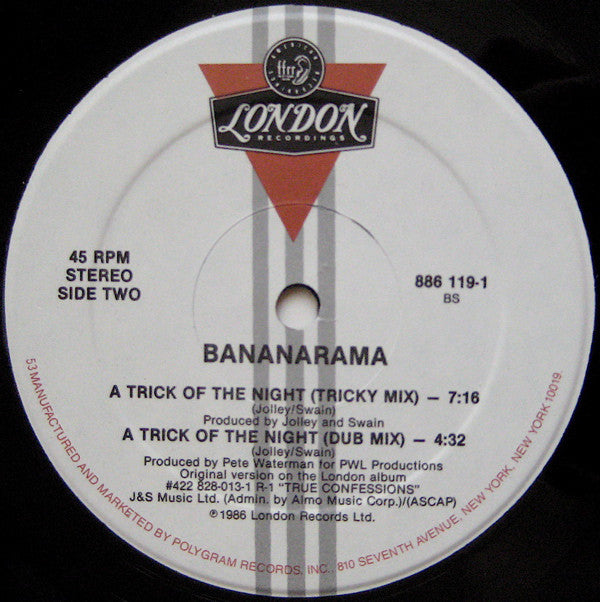 ffrr
LONDON
RECORDINGS
45 RPM
STEREO
SIDE TWO
886 119-1
BS
BANANARAMA
A TRICK OF THE NIGHT (TRICKY MIX) — 7:16
(Jolley/Swain)
Produced by Jolley and Swain
A TRICK OF THE NIGHT (DUB MIX) — 4:32
(Jolley/Swain)
Produced by Pete Waterman for PWL Productions
Original version on the London album
#422 828-013-1 R-1 "TRUE CONFESSIONS"
J&S Music Ltd. (Admin. by Almo Music Corp.)/(ASCAP)
℗1986 London Records Ltd.
53 MANUFACTURED AND MARKETED BY POLYGRAM RECORDS, INC., 810 SEVENTH AVENUE, NEW YORK, NEW YORK 10019.